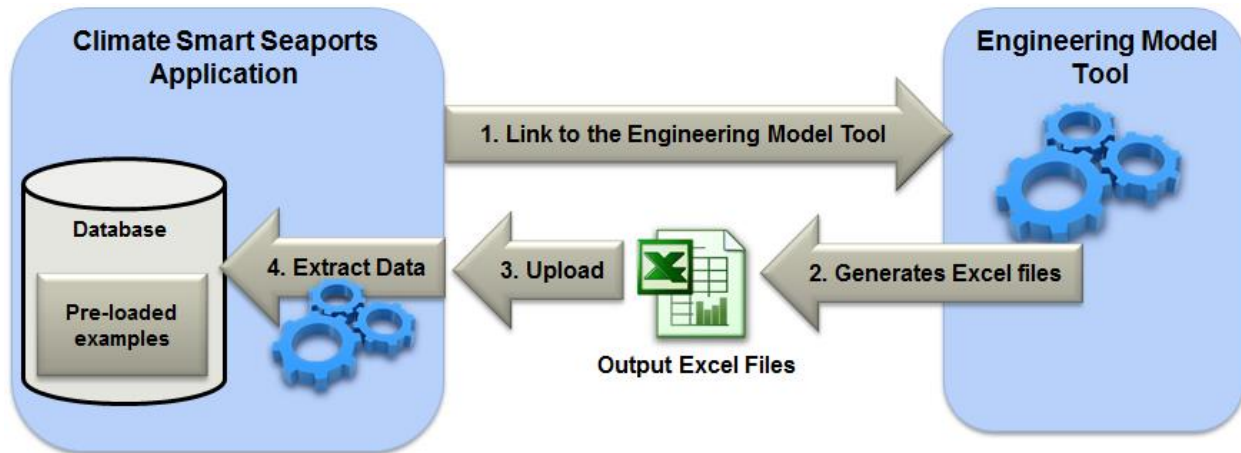 Climate Smart Seaports
Application
Engineering Model
Tool
1. Link to the Engineering Model Tool
Database
Pre-loaded
examples
4. Extract Data
3. Upload
2. Generates Excel files
Output Excel Files